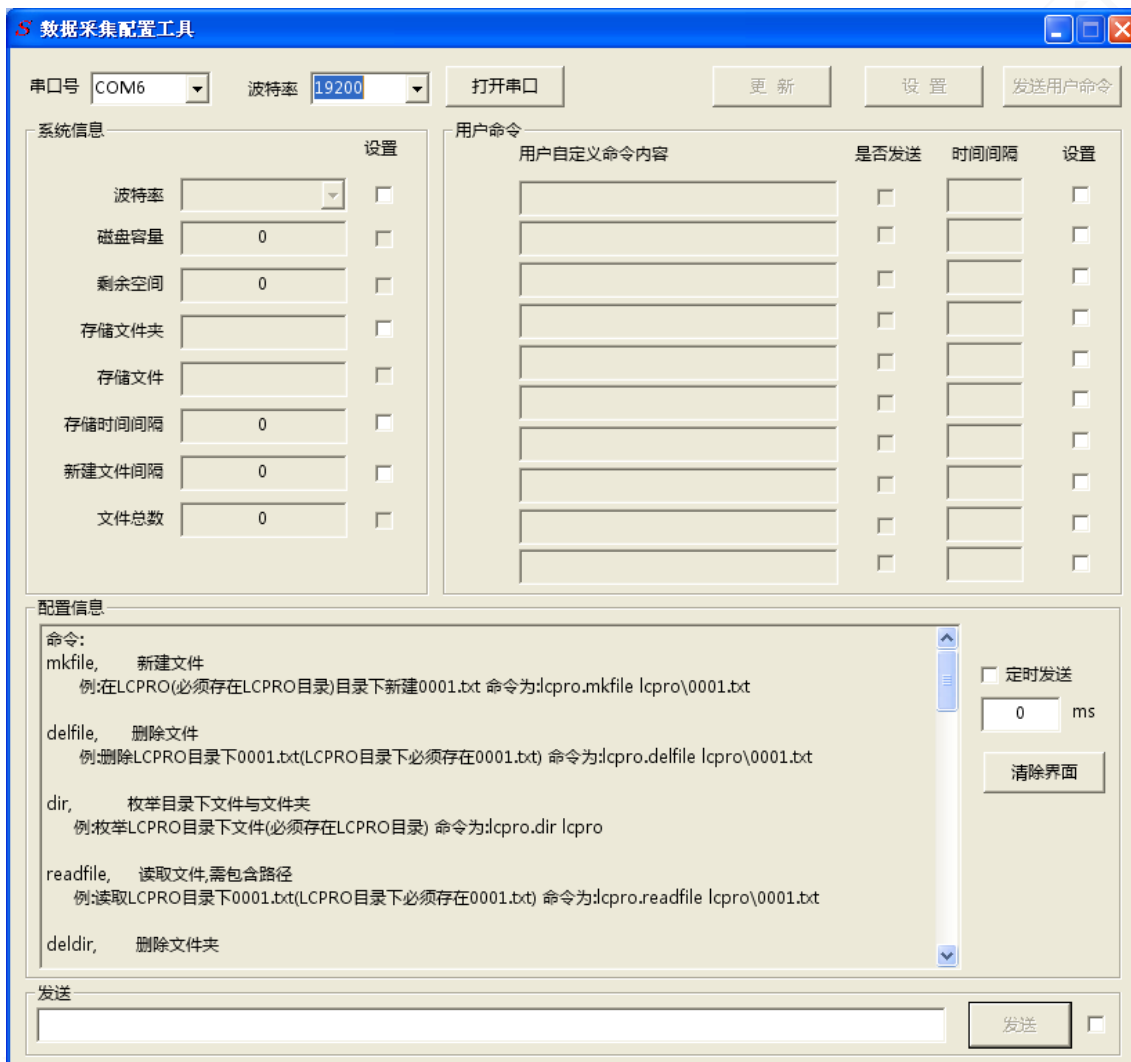 S 数据采集配置工具
串口号 COM6 波特率 19200 打开串口 更 新 设 置 发送用户命令
系统信息
设置
波特率
磁盘容量 0
剩余空间 0
存储文件夹
存储文件
存储时间间隔 0
新建文件间隔 0
文件总数 0
用户命令
用户自定义命令内容 是否发送 时间间隔 设置
配置信息
命令:
mkfile, 新建文件
例:在LCPRO(必须存在LCPRO目录)目录下新建0001.txt 命令为:lcpro.mkfile lcpro\0001.txt
delfile, 删除文件
例:删除LCPRO目录下0001.txt(LCPRO目录下必须存在0001.txt) 命令为:lcpro.delfile lcpro\0001.txt
dir, 枚举目录下文件与文件夹
例:枚举LCPRO目录下文件(必须存在LCPRO目录) 命令为:lcpro.dir lcpro
readfile, 读取文件,需包含路径
例:读取LCPRO目录下0001.txt(LCPRO目录下必须存在0001.txt) 命令为:lcpro.readfile lcpro\0001.txt
deldir, 删除文件夹
定时发送
0 ms
清除界面
发送
发送